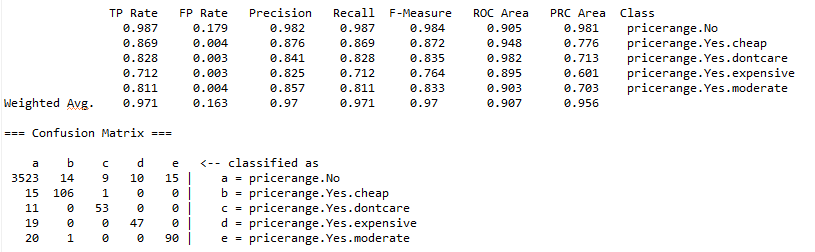 TP Rate FP Rate Precision Recall F-Measure ROC Area PRC Area Class
0.987 0.179 0.982 0.987 0.984 0.905 0.981 pricerange.No
0.869 0.004 0.876 0.869 0.872 0.948 0.776 pricerange.Yes.cheap
0.828 0.003 0.841 0.828 0.835 0.982 0.713 pricerange.Yes.dontcare
0.712 0.003 0.825 0.712 0.764 0.895 0.601 pricerange.Yes.expensive
0.811 0.004 0.857 0.811 0.833 0.903 0.703 pricerange.Yes.moderate
Weighted Avg. 0.971 0.163 0.97 0.971 0.97 0.907 0.956
=== Confusion Matrix ===
a b c d e <-- classified as
3523 14 9 10 15 | a = pricerange.No
15 106 1 0 0 | b = pricerange.Yes.cheap
11 0 53 0 0 | c = pricerange.Yes.dontcare
19 0 0 47 0 | d = pricerange.Yes.expensive
20 1 0 0 90 | e = pricerange.Yes.moderate